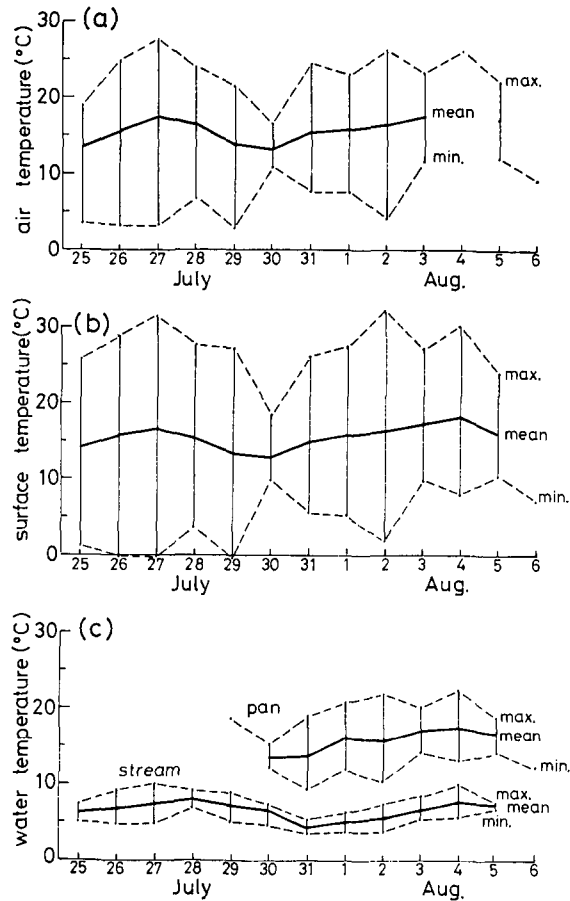 (a)
air temperature (°C)
30
20
10
0
max.
mean
min.
25 26 27 28 29 30 31 1 2 3 4 5 6
July Aug.
(b)
surface temperature (°C)
30
20
10
0
max.
mean
min.
25 26 27 28 29 30 31 1 2 3 4 5 6
July Aug.
(c)
water temperature (°C)
30
20
10
0
pan
max.
mean
min.
stream
max.
mean
min.
25 26 27 28 29 30 31 1 2 3 4 5 6
July Aug.